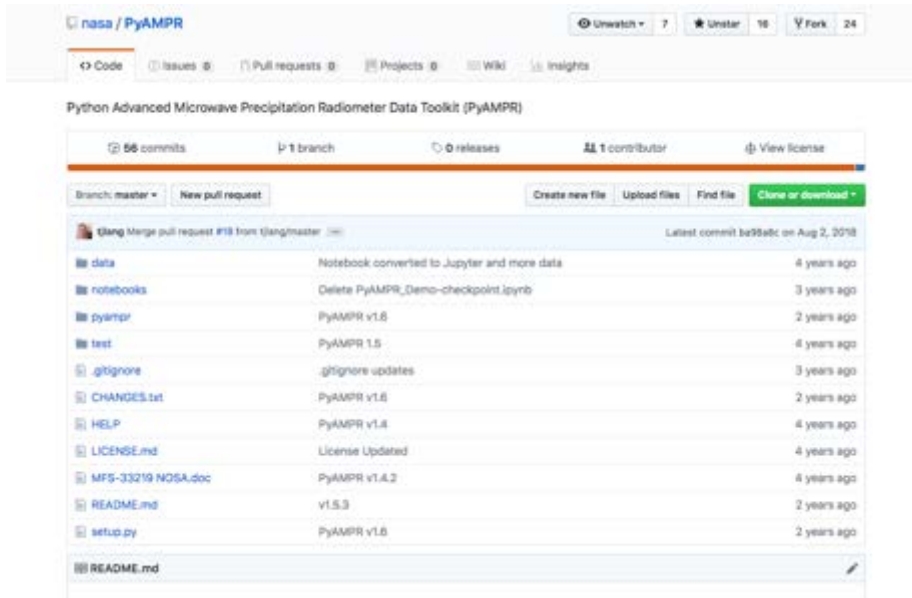 nasa / PyAMPR
Unwatch 7 Unstar 16 Fork 24
Code Issues 0 Pull requests 0 Projects 0 Wiki Insights
Python Advanced Microwave Precipitation Radiometer Data Toolkit (PyAMPR)
56 commits 1 branch 0 releases 1 contributor View license
Branch: master New pull request Create new file Upload files Find file Clone or download
tjlang Merge pull request #19 from tjlang/master Latest commit on Aug 2, 2018
data Notebook converted to Jupyter and more data 4 years ago
notebooks Delete PyAMPR_Demo-checkpoint.ipynb 3 years ago
pyampr PyAMPR v1.6 2 years ago
test PyAMPR 1.5 4 years ago
.gitignore .gitignore updates 3 years ago
CHANGES.txt PyAMPR v1.6 2 years ago
HELP PyAMPR v1.4 4 years ago
LICENSE.md License Updated 4 years ago
MFS-33219 NOSA.doc PyAMPR v1.4.2 4 years ago
README.md v1.5.3 2 years ago
setup.py PyAMPR v1.6 2 years ago
README.md